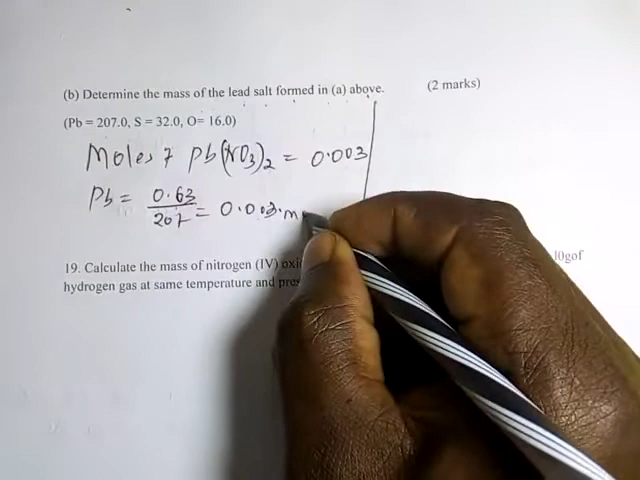 (b) Determine the mass of the lead salt formed in (a) above. (2 marks)
(Pb = 207.0, S = 32.0, O= 16.0)
Moles of Pb(NO3)2 = 0.003
Pb = 0.63/207 = 0.003 m
19. Calculate the mass of nitrogen (IV) 10gof
hydrogen gas at same temperature and